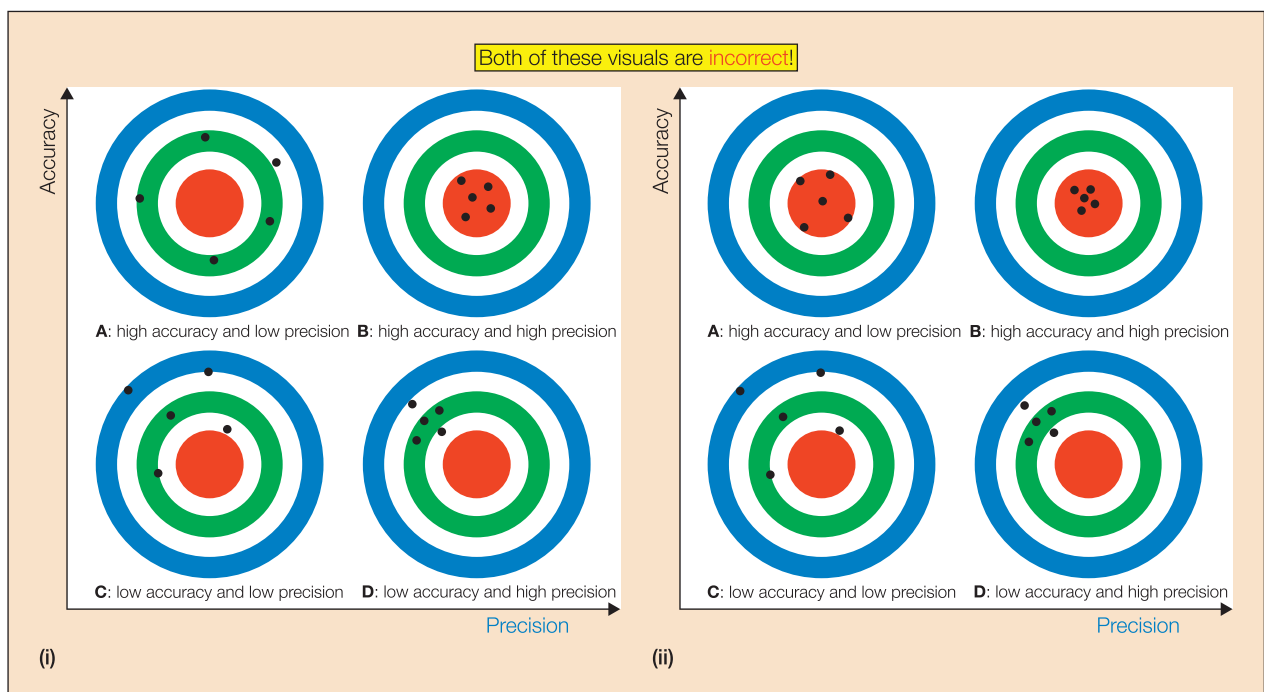 Both of these visuals are incorrect!
Accuracy
A: high accuracy and low precision
B: high accuracy and high precision
C: low accuracy and low precision
D: low accuracy and high precision
Precision
(i)
Accuracy
A: high accuracy and low precision
B: high accuracy and high precision
C: low accuracy and low precision
D: low accuracy and high precision
Precision
(ii)